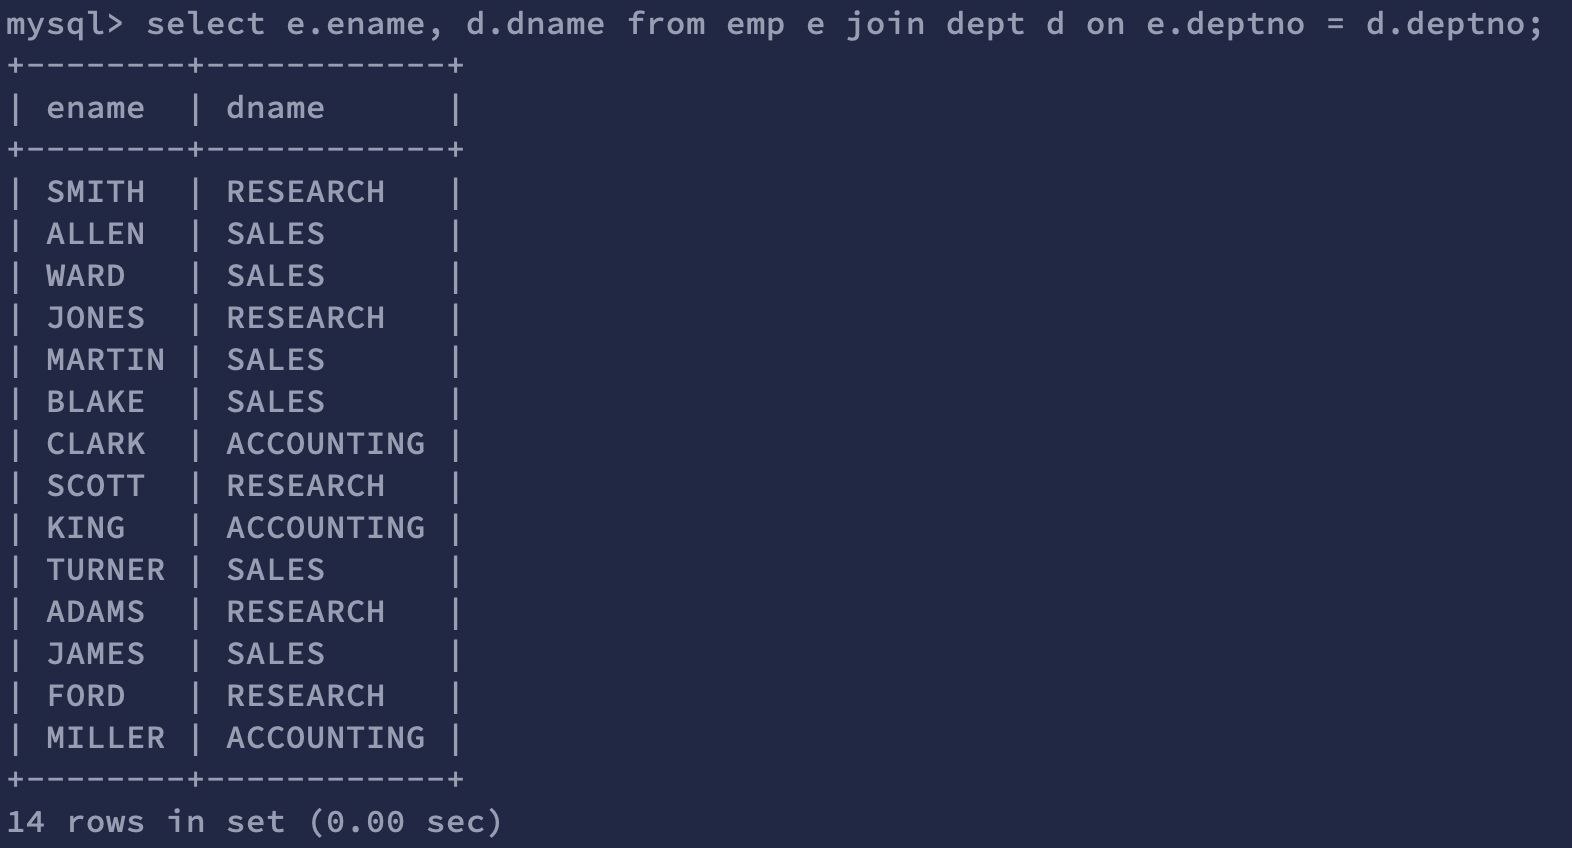 mysql> select e.ename, d.dname from emp e join dept d on e.deptno = d.deptno;
+--------+------------+
| ename  | dname      |
+--------+------------+
| SMITH  | RESEARCH   |
| ALLEN  | SALES      |
| WARD   | SALES      |
| JONES  | RESEARCH   |
| MARTIN | SALES      |
| BLAKE  | SALES      |
| CLARK  | ACCOUNTING |
| SCOTT  | RESEARCH   |
| KING   | ACCOUNTING |
| TURNER | SALES      |
| ADAMS  | RESEARCH   |
| JAMES  | SALES      |
| FORD   | RESEARCH   |
| MILLER | ACCOUNTING |
+--------+------------+
14 rows in set (0.00 sec)